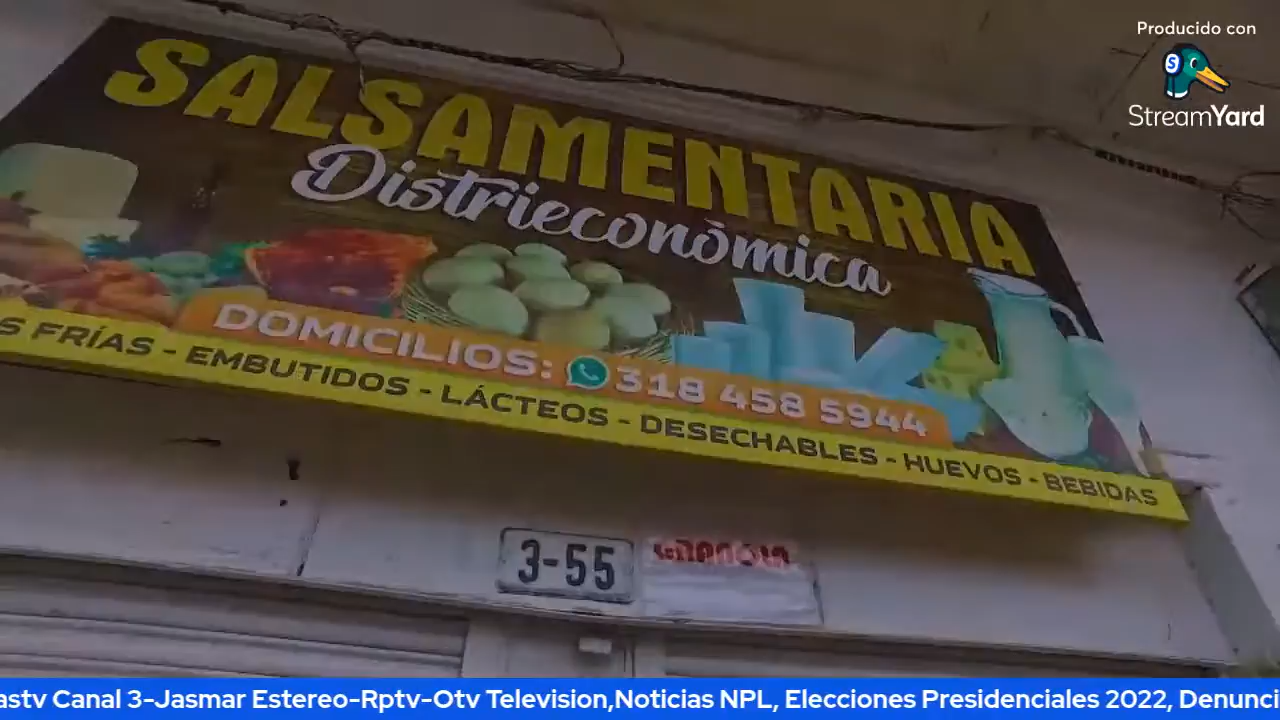 Producido con
StreamYard
SALSAMENTARIA
Distrieconòmica
DOMICILIOS: 318 458 5944
S FRÍAS - EMBUTIDOS - LÁCTEOS - DESECHABLES - HUEVOS - BEBIDAS
3-55
astv Canal 3-Jasmar Estereo-Rptv-Otv Television,Noticias NPL, Elecciones Presidenciales 2022, Denunci